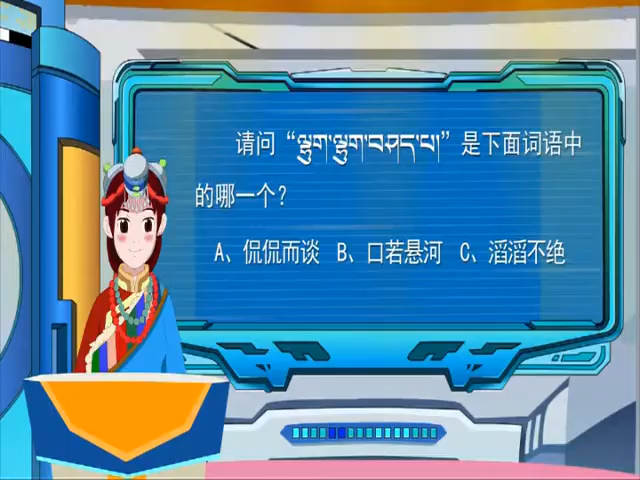 请问“ལྷུག་ལྷུག་བཤད་པ།”是下面词语中
的哪一个？
A、侃侃而谈 B、口若悬河 C、滔滔不绝